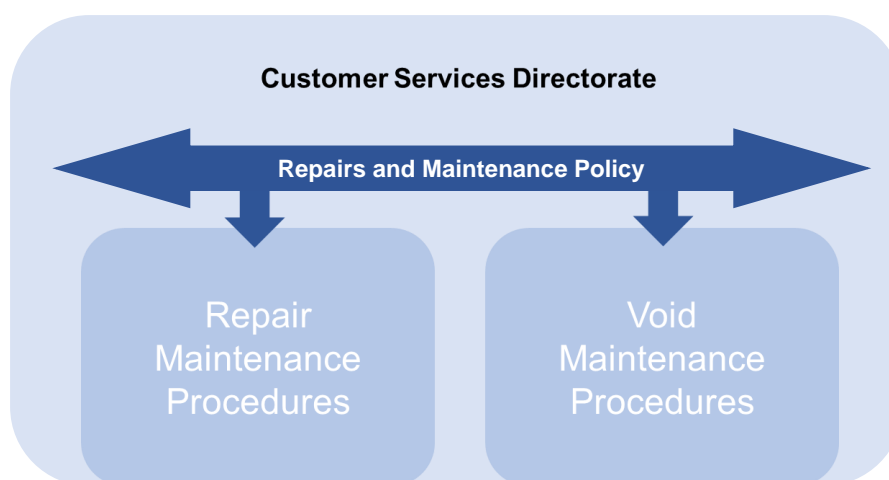 Customer Services Directorate
Repairs and Maintenance Policy
Repair
Maintenance
Procedures
Void
Maintenance
Procedures